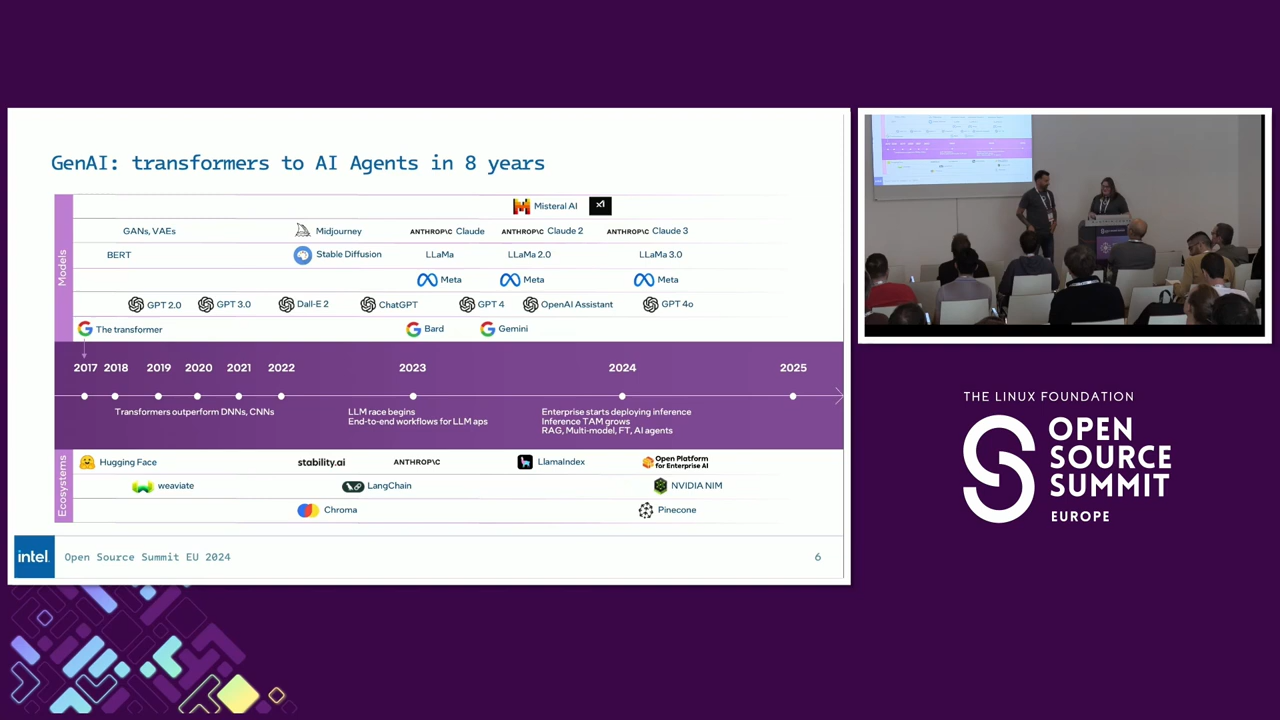 GenAI: transformers to AI Agents in 8 years
Models
Misteral AI
xI
GANs, VAEs
Midjourney
ANTHROP\C Claude
ANTHROP\C Claude 2
ANTHROP\C Claude 3
BERT
Stable Diffusion
LLaMa
LLaMa 2.0
LLaMa 3.0
Meta
Meta
Meta
GPT 2.0
GPT 3.0
Dall-E 2
ChatGPT
GPT 4
OpenAI Assistant
GPT 4o
The transformer
Bard
Gemini
2017 2018 2019 2020 2021 2022 2023 2024 2025
Transformers outperform DNNs, CNNs
LLM race begins
End-to-end workflows for LLM aps
Enterprise starts deploying inference
Inference TAM grows
RAG, Multi-model, FT, AI agents
Ecosystems
Hugging Face
stability.ai
ANTHROP\C
LlamaIndex
Open Platform
for Enterprise AI
weaviate
LangChain
NVIDIA NIM
Chroma
Pinecone
intel.
Open Source Summit EU 2024
6
THE LINUX FOUNDATION
OPEN
SOURCE
SUMMIT
EUROPE